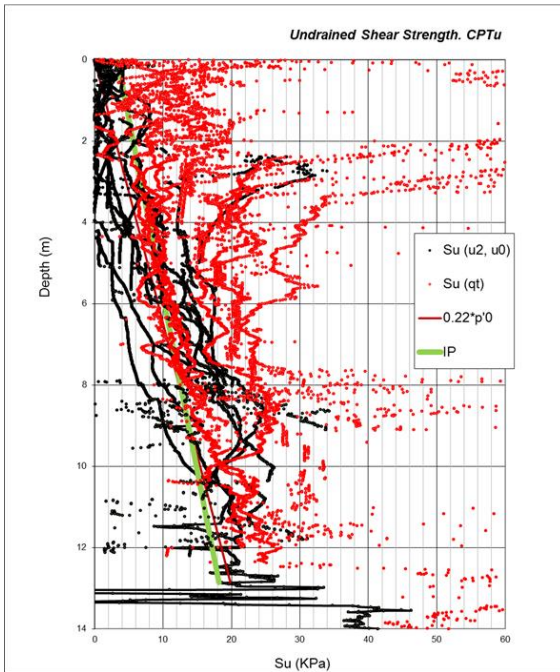 Undrained Shear Strength. CPTu
0
2
4
6
8
10
12
14
Depth (m)
Su (u2, u0)
Su (qt)
0.22*p'0
IP
0 10 20 30 40 50 60
Su (KPa)